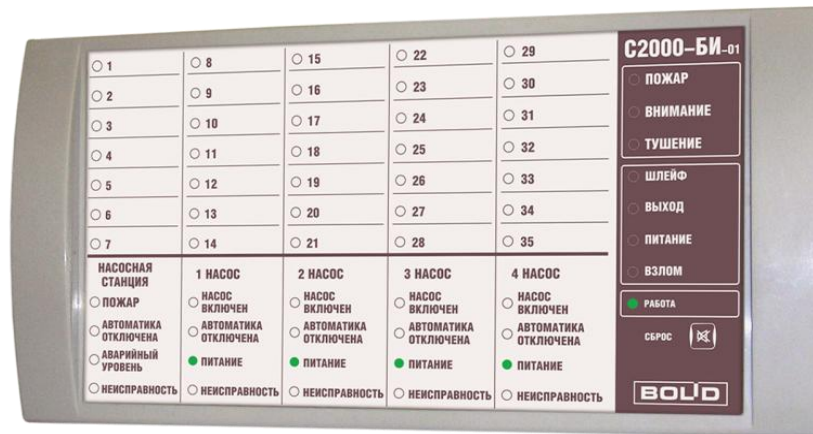 1 8 15 22 29
2 9 16 23 30
3 10 17 24 31
4 11 18 25 32
5 12 19 26 33
6 13 20 27 34
7 14 21 28 35
НАСОСНАЯ
СТАНЦИЯ
ПОЖАР
АВТОМАТИКА
ОТКЛЮЧЕНА
АВАРИЙНЫЙ
УРОВЕНЬ
НЕИСПРАВНОСТЬ
1 НАСОС
НАСОС
ВКЛЮЧЕН
АВТОМАТИКА
ОТКЛЮЧЕНА
ПИТАНИЕ
НЕИСПРАВНОСТЬ
2 НАСОС
НАСОС
ВКЛЮЧЕН
АВТОМАТИКА
ОТКЛЮЧЕНА
ПИТАНИЕ
НЕИСПРАВНОСТЬ
3 НАСОС
НАСОС
ВКЛЮЧЕН
АВТОМАТИКА
ОТКЛЮЧЕНА
ПИТАНИЕ
НЕИСПРАВНОСТЬ
4 НАСОС
НАСОС
ВКЛЮЧЕН
АВТОМАТИКА
ОТКЛЮЧЕНА
ПИТАНИЕ
НЕИСПРАВНОСТЬ
С2000-БИ-01
ПОЖАР
ВНИМАНИЕ
ТУШЕНИЕ
ШЛЕЙФ
ВЫХОД
ПИТАНИЕ
ВЗЛОМ
РАБОТА
СБРОС
BOLID